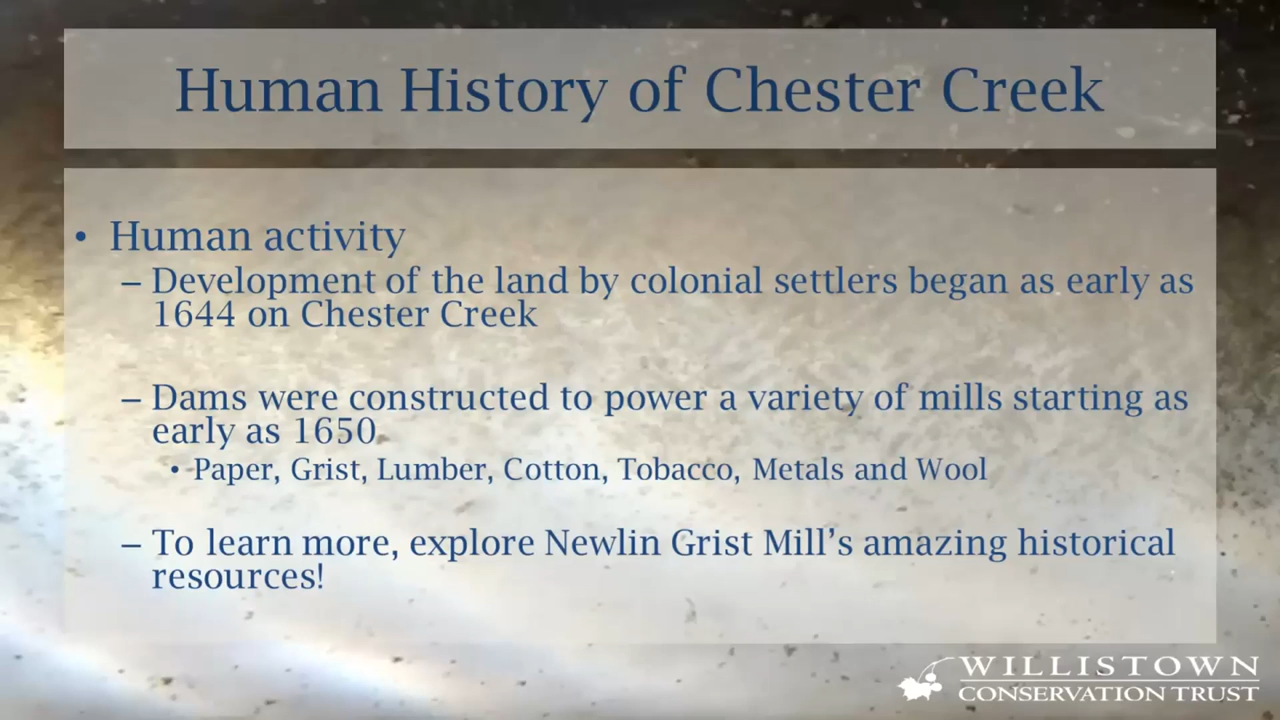 Human History of Chester Creek
• Human activity
– Development of the land by colonial settlers began as early as
1644 on Chester Creek
– Dams were constructed to power a variety of mills starting as
early as 1650
• Paper, Grist, Lumber, Cotton, Tobacco, Metals and Wool
– To learn more, explore Newlin Grist Mill’s amazing historical
resources!
WILLISTOWN
CONSERVATION TRUST